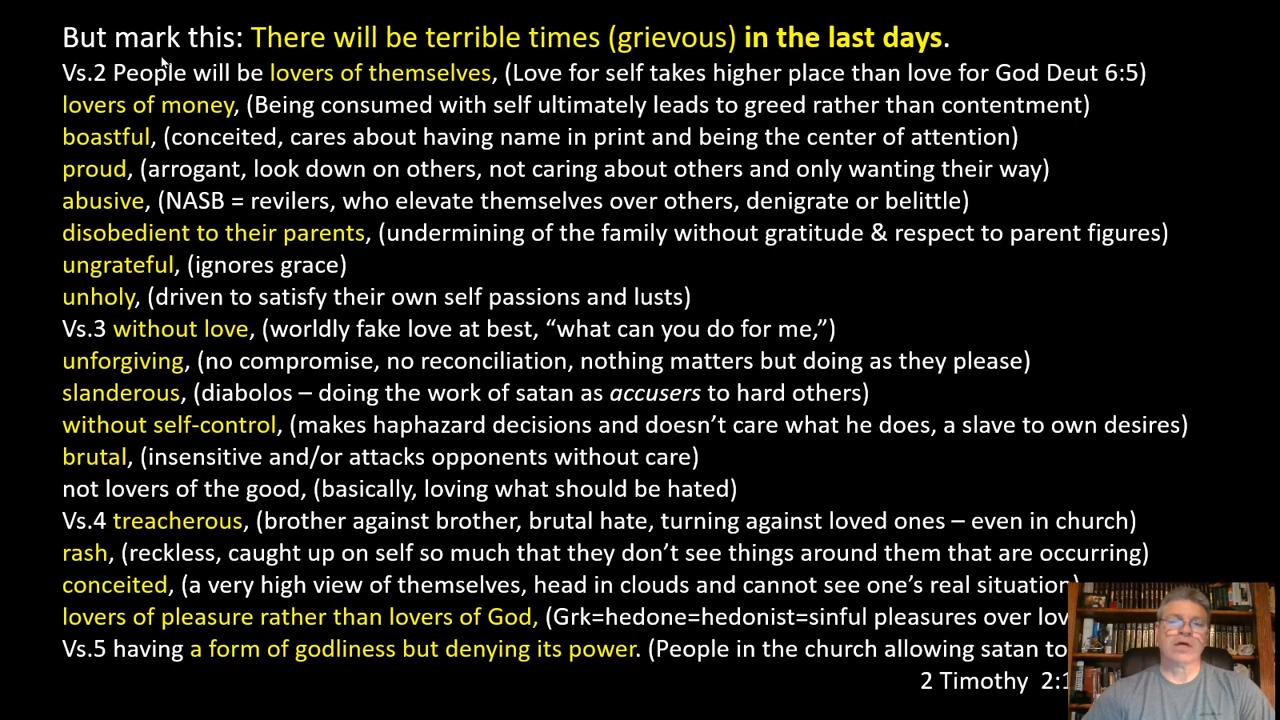 But mark this: There will be terrible times (grievous) in the last days.
Vs.2 People will be lovers of themselves, (Love for self takes higher place than love for God Deut 6:5)
lovers of money, (Being consumed with self ultimately leads to greed rather than contentment)
boastful, (conceited, cares about having name in print and being the center of attention)
proud, (arrogant, look down on others, not caring about others and only wanting their way)
abusive, (NASB = revilers, who elevate themselves over others, denigrate or belittle)
disobedient to their parents, (undermining of the family without gratitude & respect to parent figures)
ungrateful, (ignores grace)
unholy, (driven to satisfy their own self passions and lusts)
Vs.3 without love, (worldly fake love at best, “what can you do for me,”)
unforgiving, (no compromise, no reconciliation, nothing matters but doing as they please)
slanderous, (diabolos – doing the work of satan as accusers to hard others)
without self-control, (makes haphazard decisions and doesn’t care what he does, a slave to own desires)
brutal, (insensitive and/or attacks opponents without care)
not lovers of the good, (basically, loving what should be hated)
Vs.4 treacherous, (brother against brother, brutal hate, turning against loved ones – even in church)
rash, (reckless, caught up on self so much that they don’t see things around them that are occurring)
conceited, (a very high view of themselves, head in clouds and cannot see one’s real situation)
lovers of pleasure rather than lovers of God, (Grk=hedone=hedonist=sinful pleasures over
Vs.5 having a form of godliness but denying its power. (People in the church allowing satan to
2 Timothy 2: